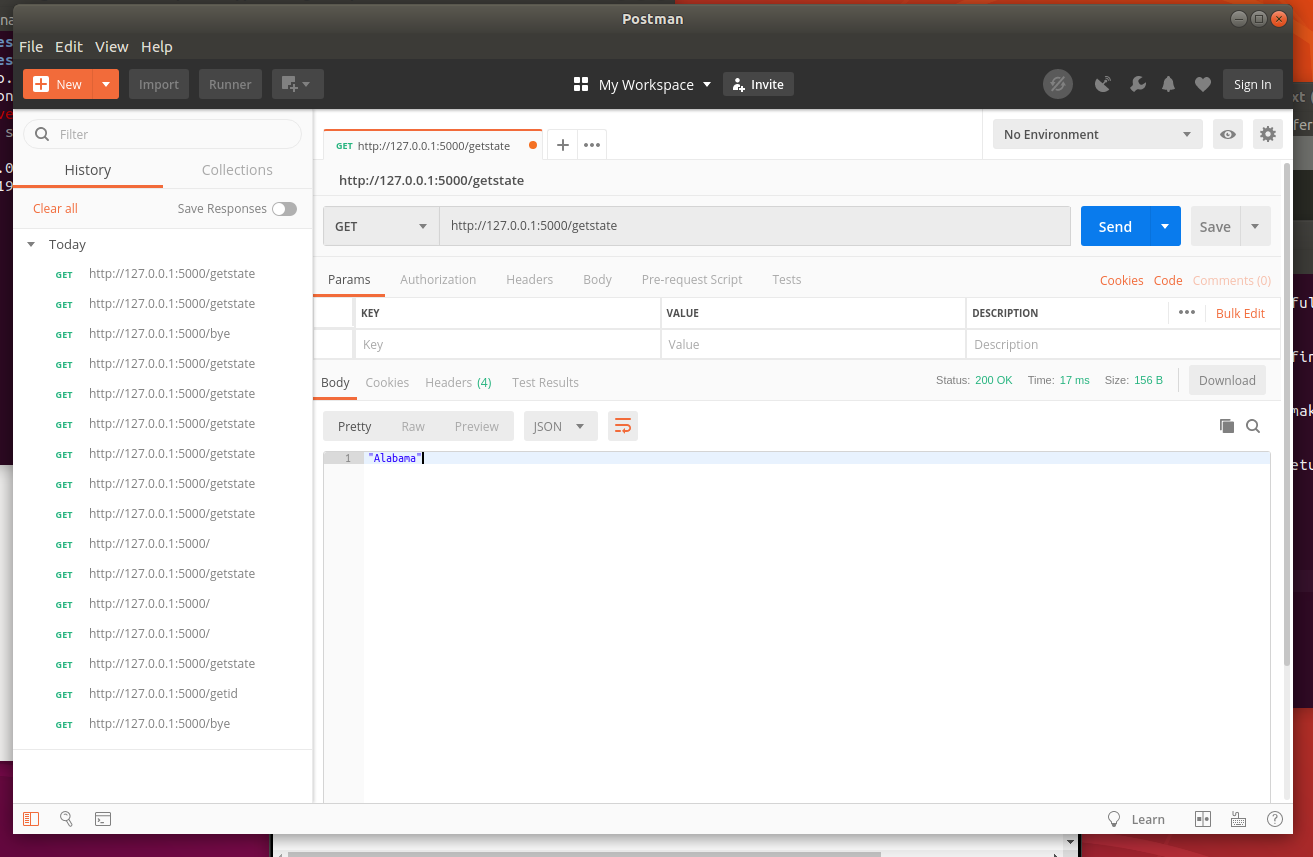 Postman
File Edit View Help
New Import Runner My Workspace Invite Sign In
Filter
History Collections
Clear all Save Responses
Today
GET http://127.0.0.1:5000/getstate
GET http://127.0.0.1:5000/getstate
GET http://127.0.0.1:5000/bye
GET http://127.0.0.1:5000/getstate
GET http://127.0.0.1:5000/getstate
GET http://127.0.0.1:5000/getstate
GET http://127.0.0.1:5000/getstate
GET http://127.0.0.1:5000/getstate
GET http://127.0.0.1:5000/getstate
GET http://127.0.0.1:5000/
GET http://127.0.0.1:5000/getstate
GET http://127.0.0.1:5000/
GET http://127.0.0.1:5000/
GET http://127.0.0.1:5000/getstate
GET http://127.0.0.1:5000/getid
GET http://127.0.0.1:5000/bye
GET http://127.0.0.1:5000/getstate
No Environment
http://127.0.0.1:5000/getstate
GET http://127.0.0.1:5000/getstate Send Save
Params Authorization Headers Body Pre-request Script Tests Cookies Code Comments (0)
KEY VALUE DESCRIPTION Bulk Edit
Key Value Description
Body Cookies Headers (4) Test Results Status: 200 OK Time: 17 ms Size: 156 B Download
Pretty Raw Preview JSON
1 "Alabama"
Learn